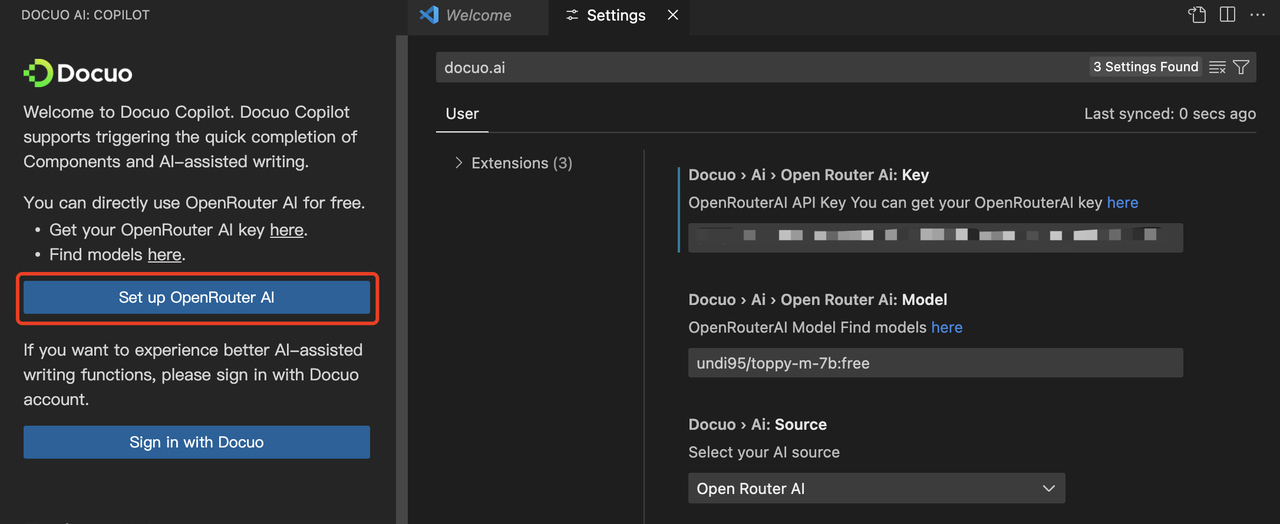 DOCUO AI: COPILOT
Docuo
Welcome to Docuo Copilot. Docuo Copilot
supports triggering the quick completion of
Components and AI-assisted writing.
You can directly use OpenRouter AI for free.
• Get your OpenRouter AI key here.
• Find models here.
Set up OpenRouter AI
If you want to experience better AI-assisted
writing functions, please sign in with Docuo
account.
Sign in with Docuo
Welcome
Settings
docuo.ai
3 Settings Found
User
Last synced: 0 secs ago
Extensions (3)
Docuo › Ai › Open Router Ai: Key
OpenRouterAI API Key You can get your OpenRouterAI key here
Docuo › Ai › Open Router Ai: Model
OpenRouterAI Model Find models here
undi95/toppy-m-7b:free
Docuo › Ai: Source
Select your AI source
Open Router AI